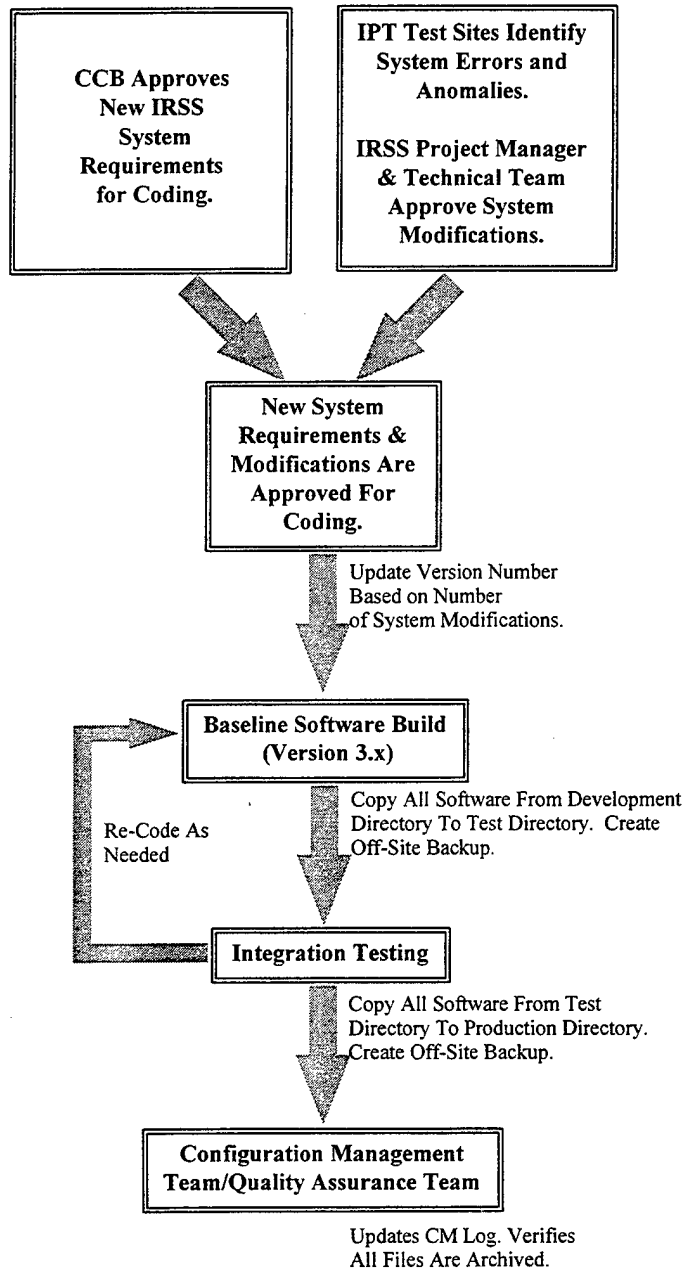 CCB Approves
New IRSS
System
Requirements
for Coding.
IPT Test Sites Identify
System Errors and
Anomalies.
IRSS Project Manager
& Technical Team
Approve System
Modifications.
New System
Requirements &
Modifications Are
Approved For
Coding.
Update Version Number
Based on Number
of System Modifications.
Baseline Software Build
(Version 3.x)
Copy All Software From Development
Directory To Test Directory. Create
Off-Site Backup.
Re-Code As
Needed
Integration Testing
Copy All Software From Test
Directory To Production Directory.
Create Off-Site Backup.
Configuration Management
Team/Quality Assurance Team
Updates CM Log. Verifies
All Files Are Archived.